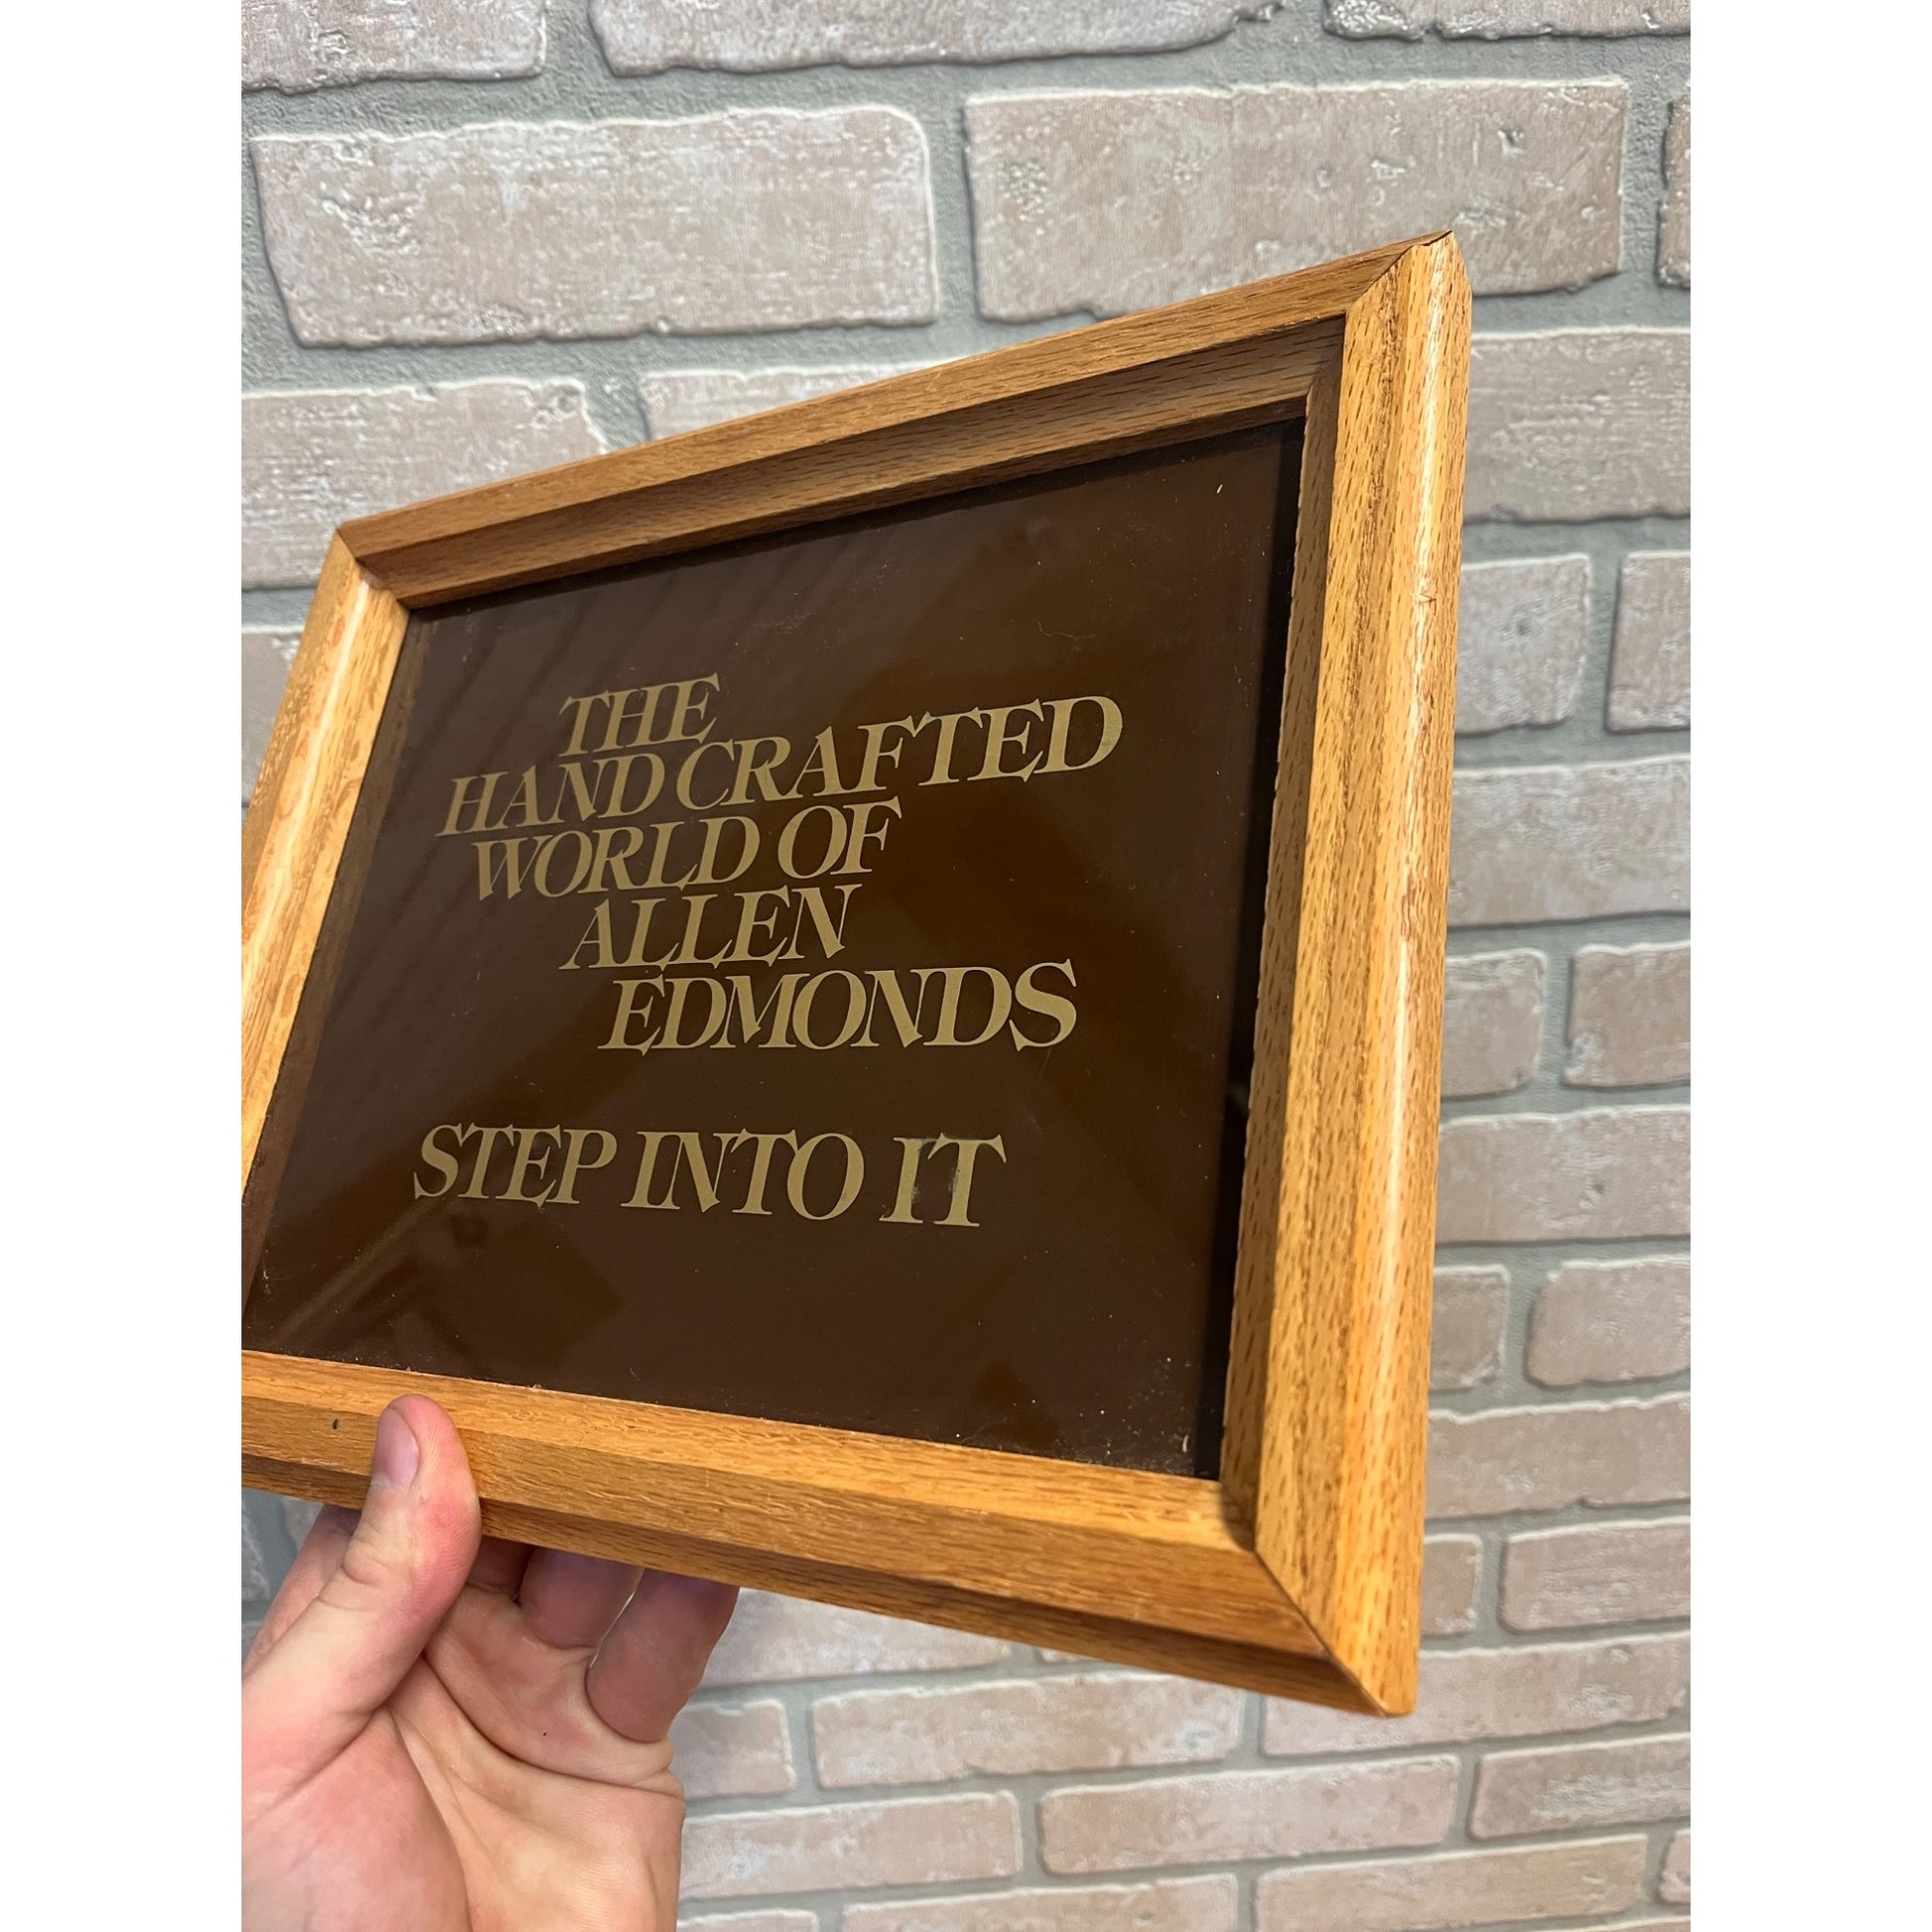 THE
HAND CRAFTED
WORLD OF
ALLEN
EDMONDS
STEP INTO IT